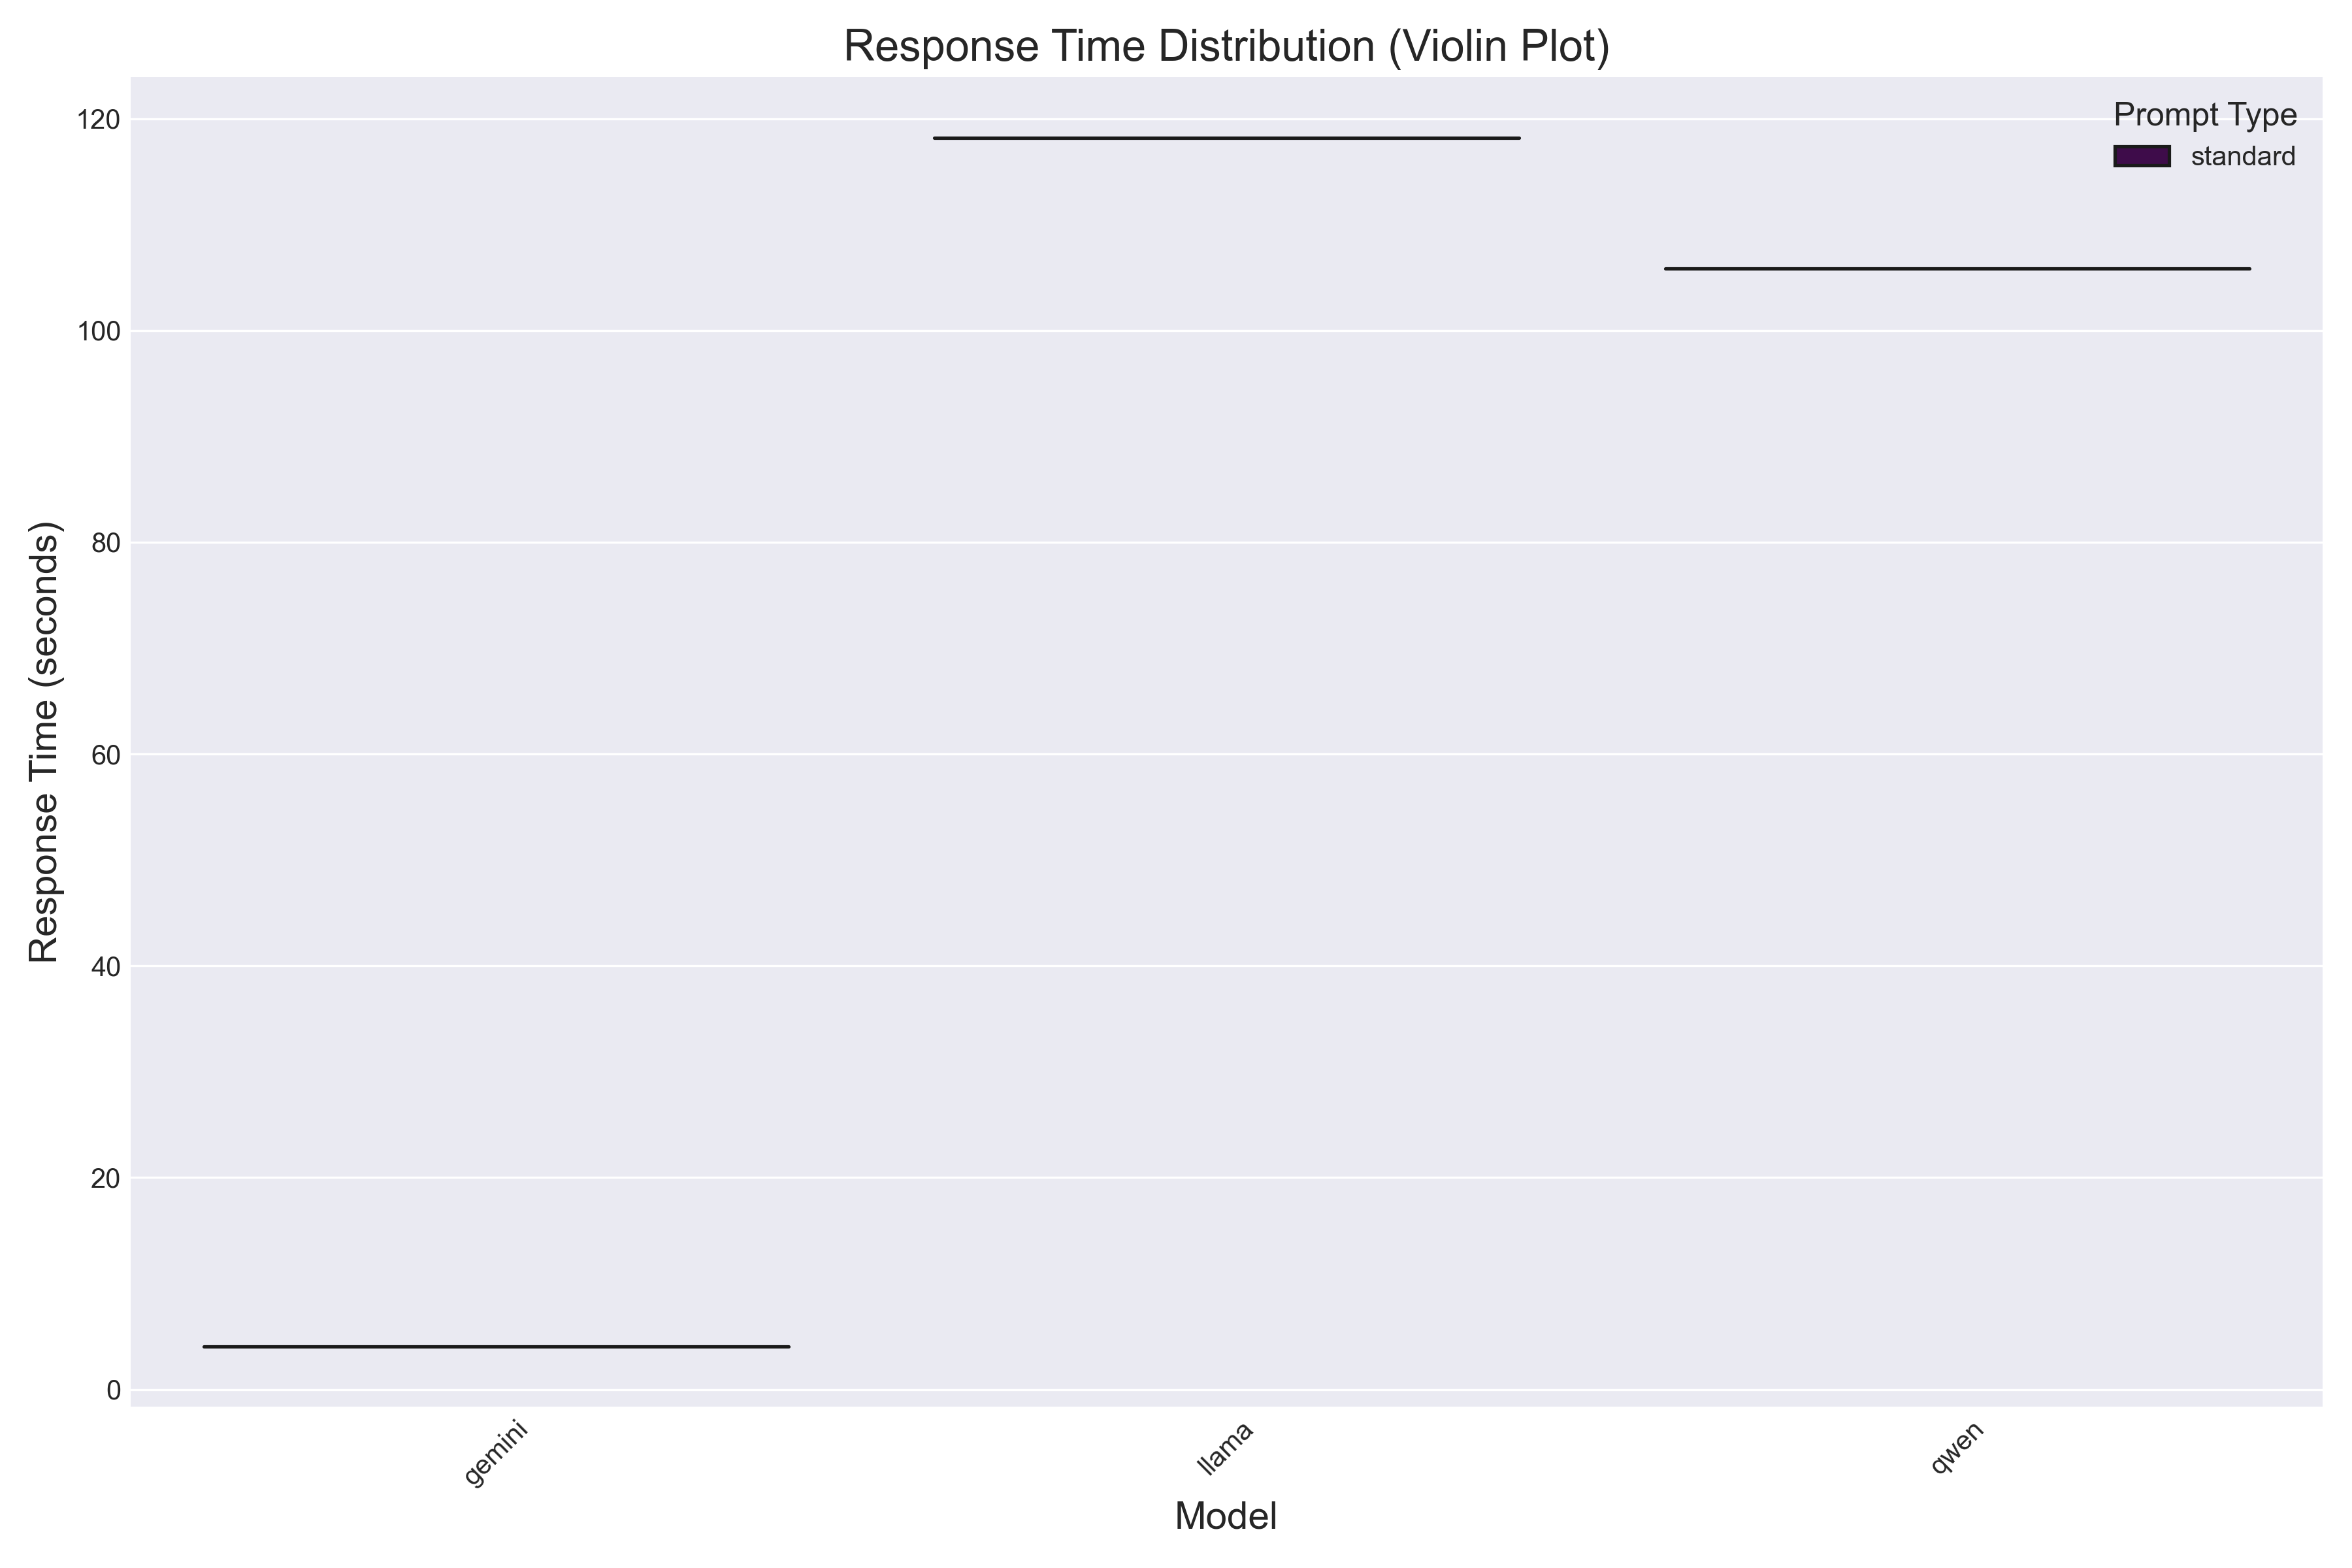 Response Time Distribution (Violin Plot)
Prompt Type
standard
Response Time (seconds)
120
100
80
60
40
20
0
gemini
llama
qwen
Model